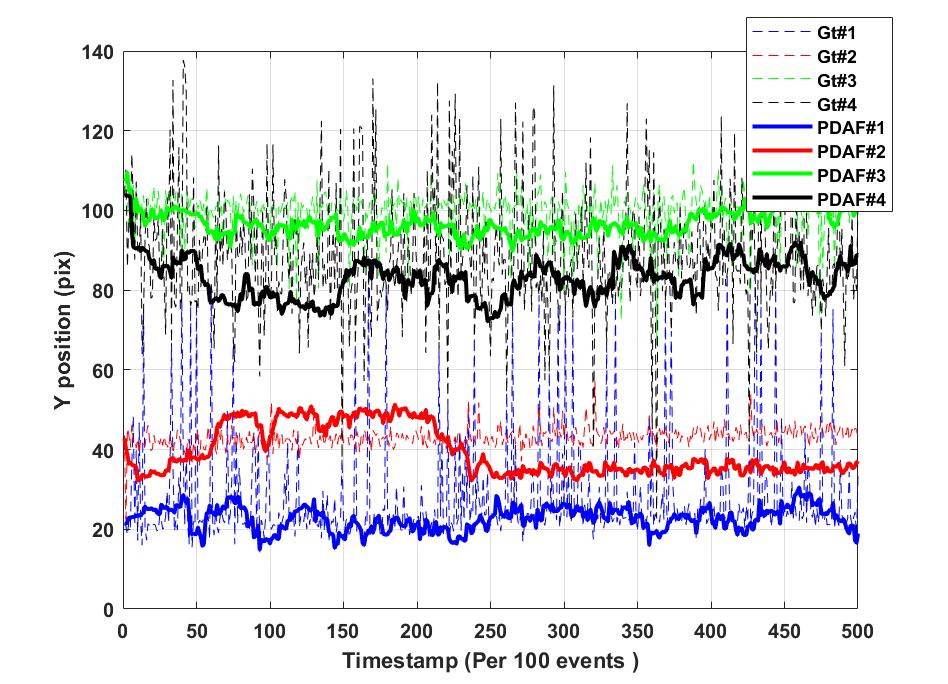 Gt#1
Gt#2
Gt#3
Gt#4
PDAF#1
PDAF#2
PDAF#3
PDAF#4
140
120
100
80
60
40
20
0
Y position (pix)
0 50 100 150 200 250 300 350 400 450 500
Timestamp (Per 100 events )